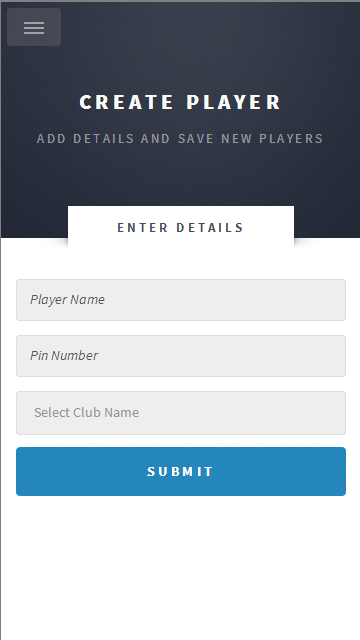 CREATE PLAYER
ADD DETAILS AND SAVE NEW PLAYERS
ENTER DETAILS
Player Name
Pin Number
Select Club Name
SUBMIT